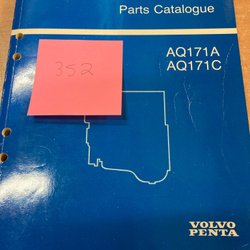 Parts Catalogue
AQ171A
AQ171C
352
VOLVO
PENTA